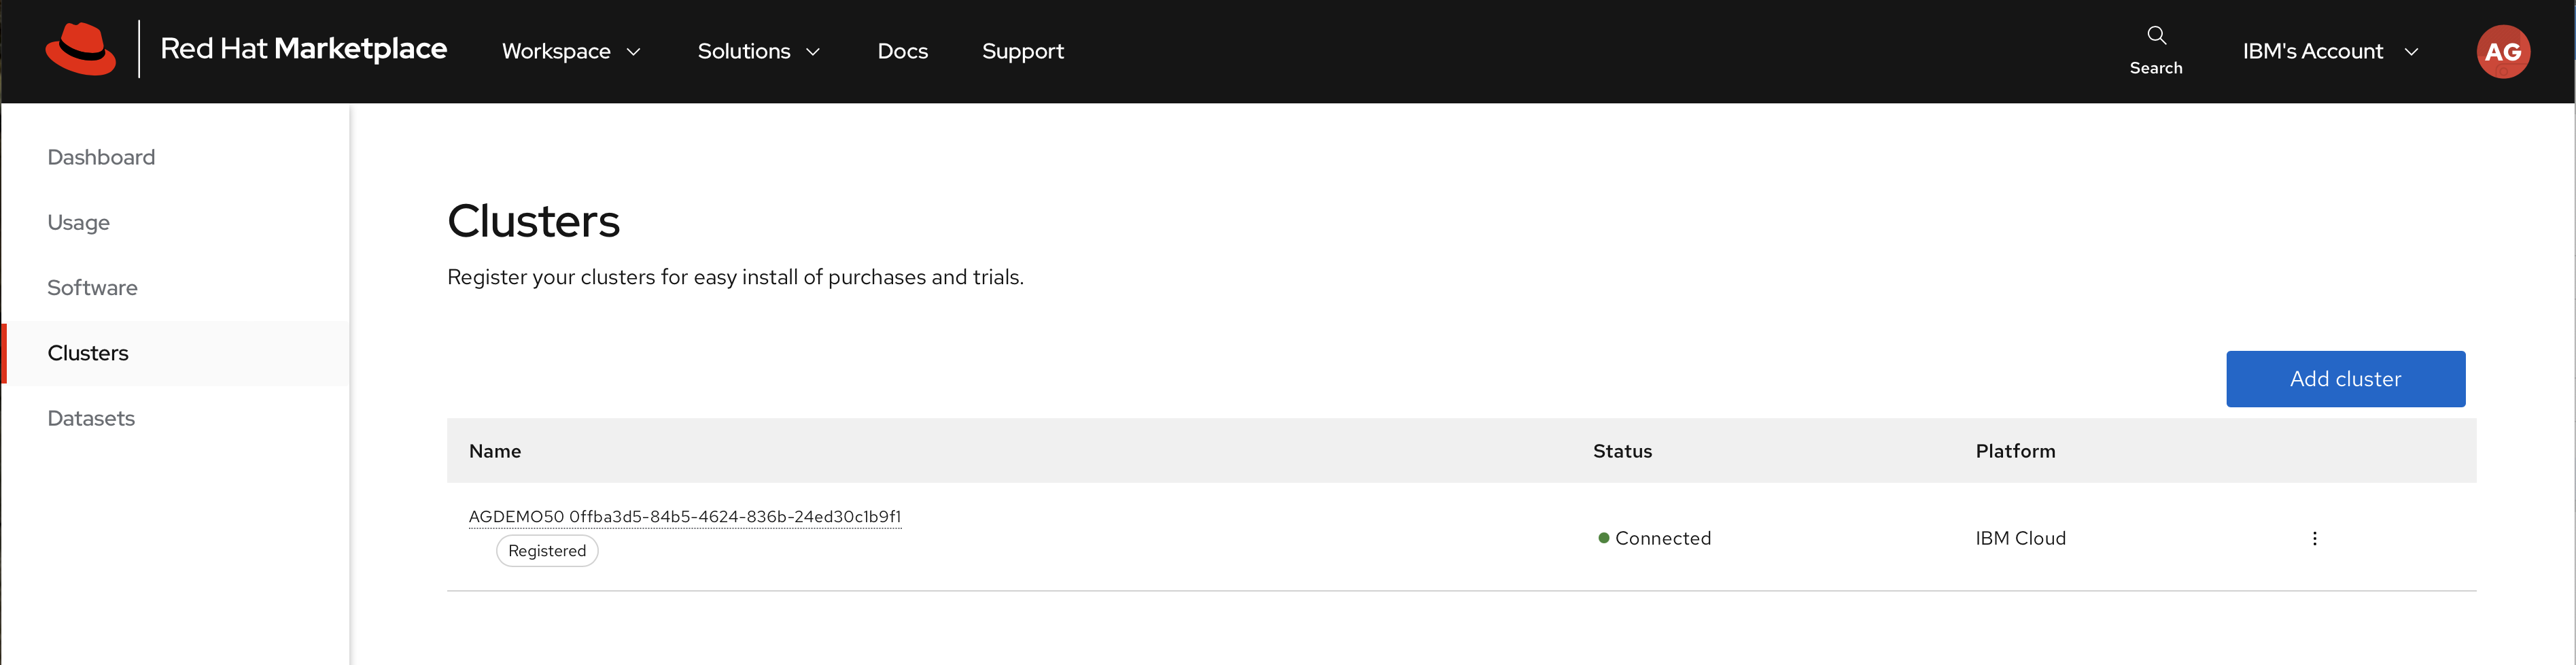 Red Hat Marketplace
Workspace
Solutions
Docs
Support
Search
IBM's Account
AG
Dashboard
Usage
Software
Clusters
Datasets
Clusters
Register your clusters for easy install of purchases and trials.
Add cluster
Name Status Platform
AGDEMO50 0ffba3d5-84b5-4624-836b-24ed30c1b9f1
Registered
Connected
IBM Cloud